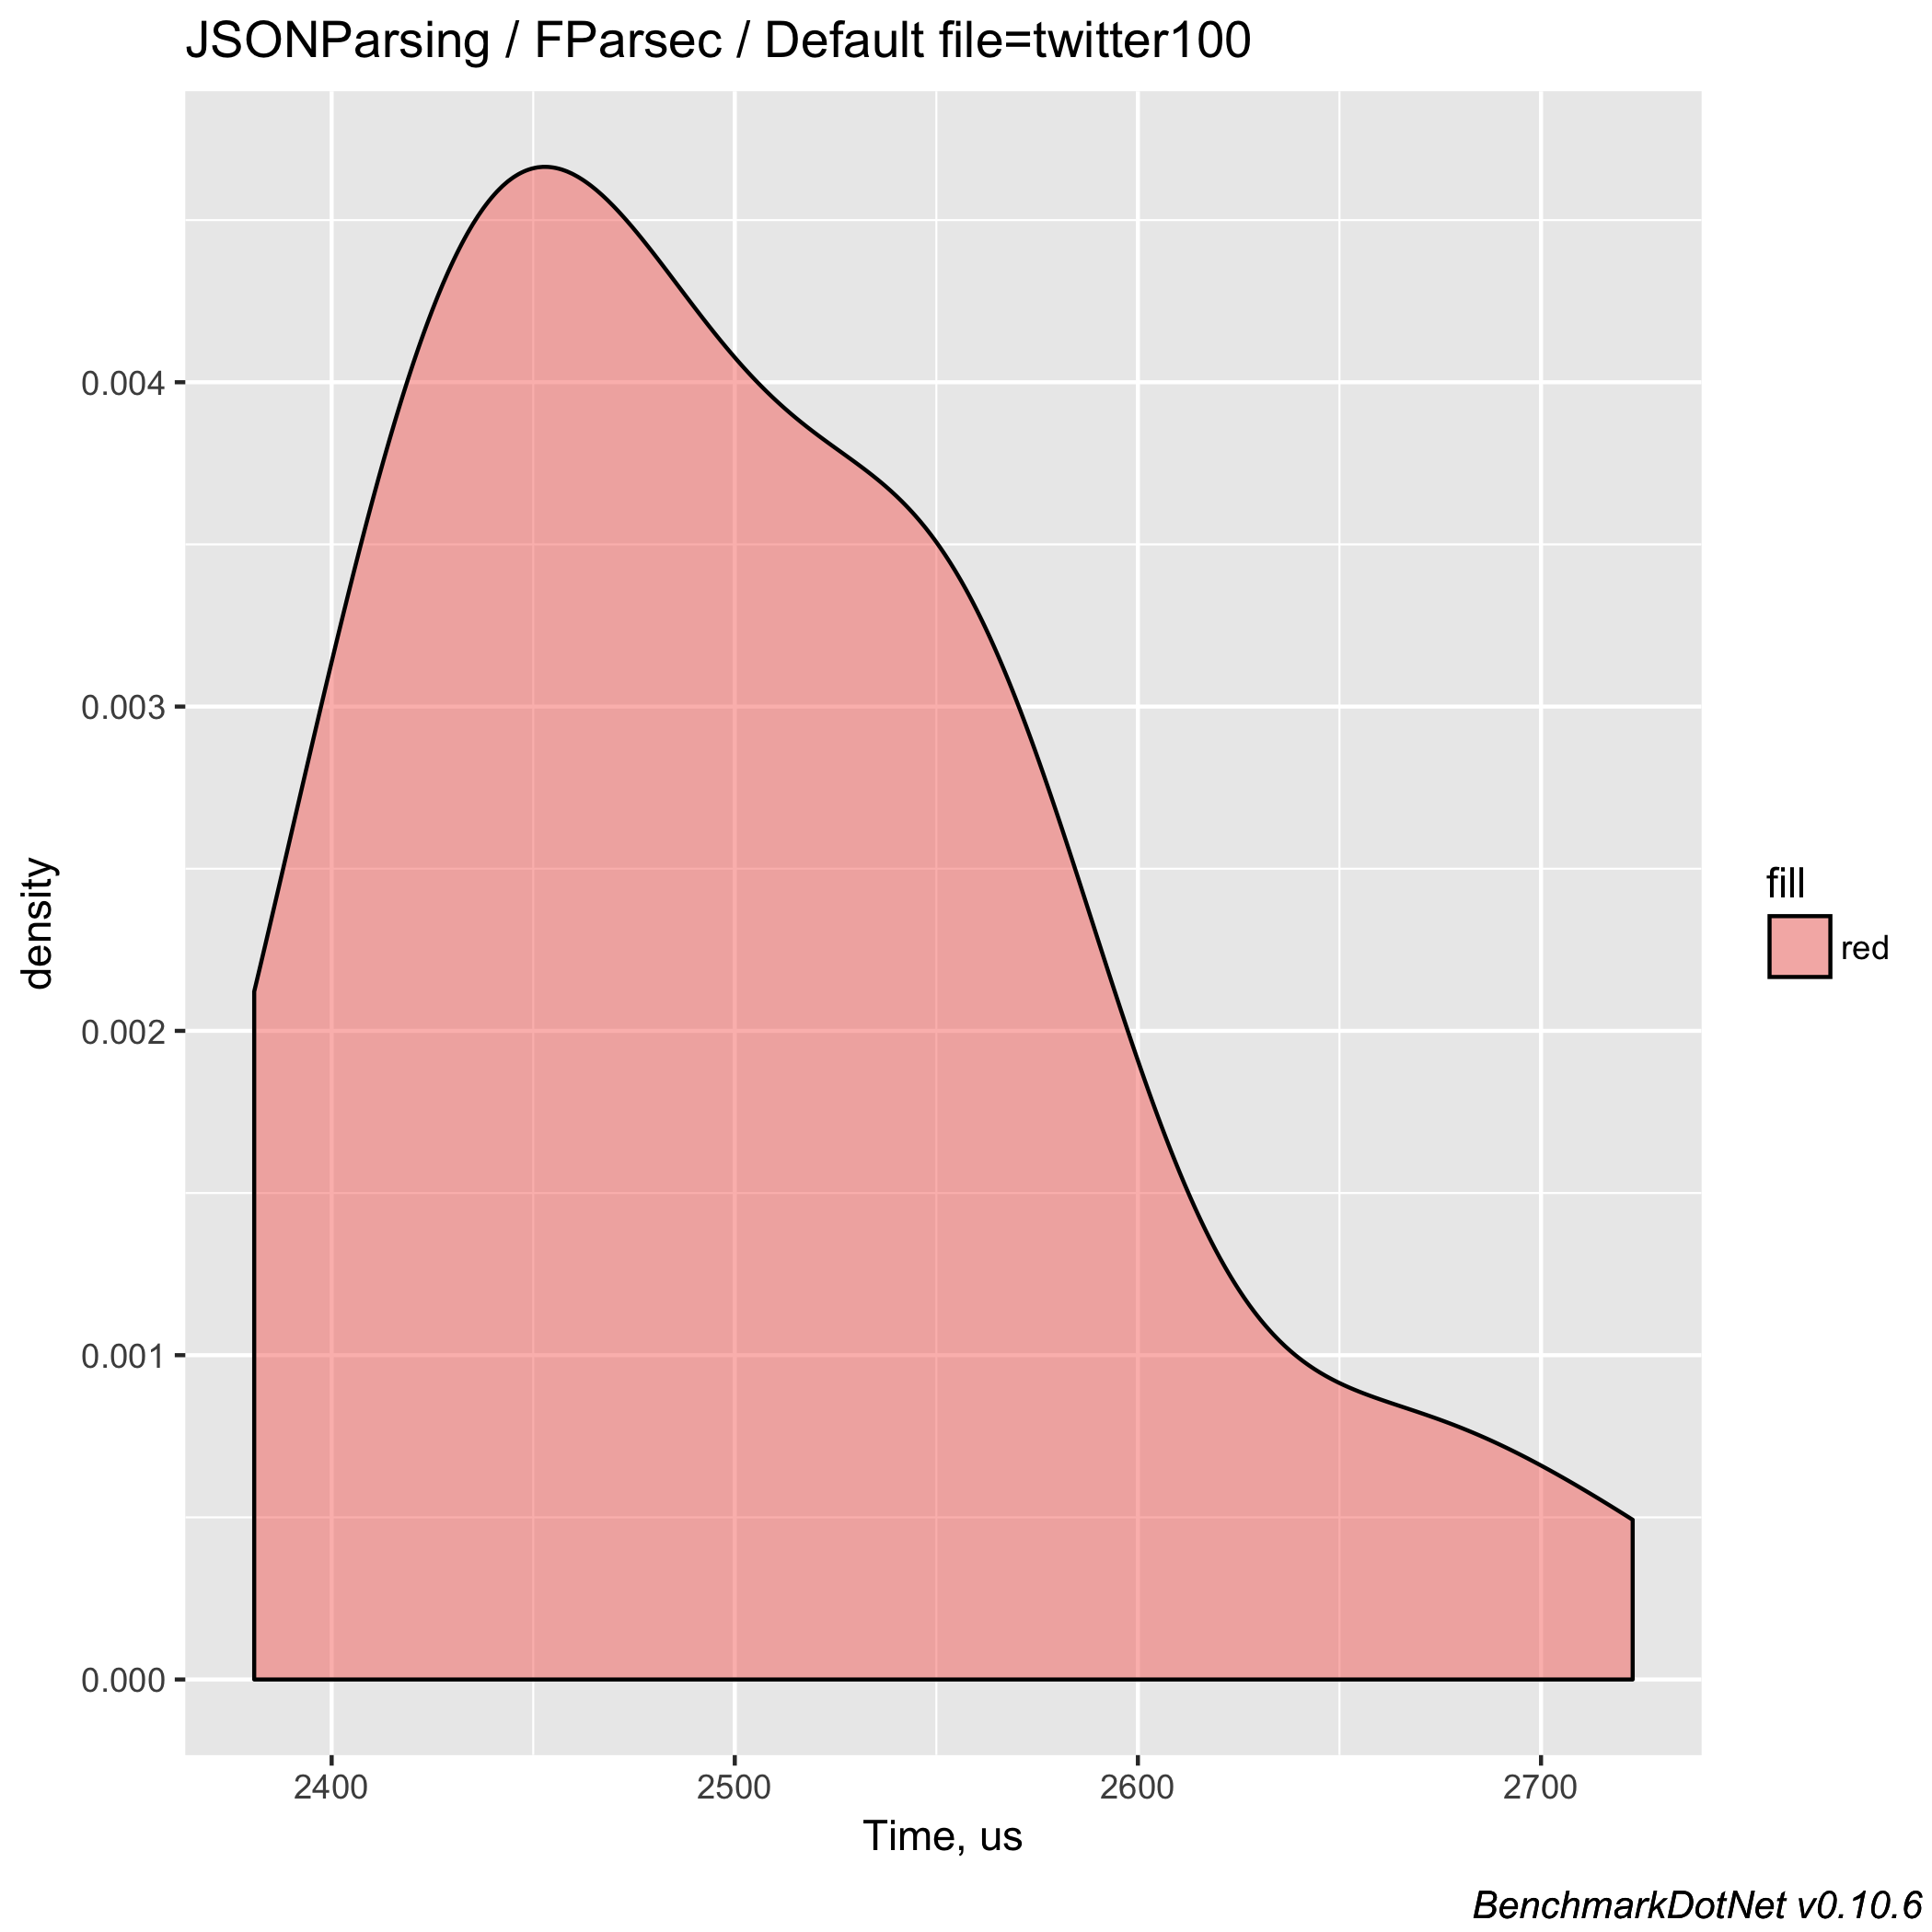 JSONParsing / FParsec / Default file=twitter100
density
0.004
0.003
0.002
0.001
0.000
2400 2500 2600 2700
Time, us
fill
red
BenchmarkDotNet v0.10.6